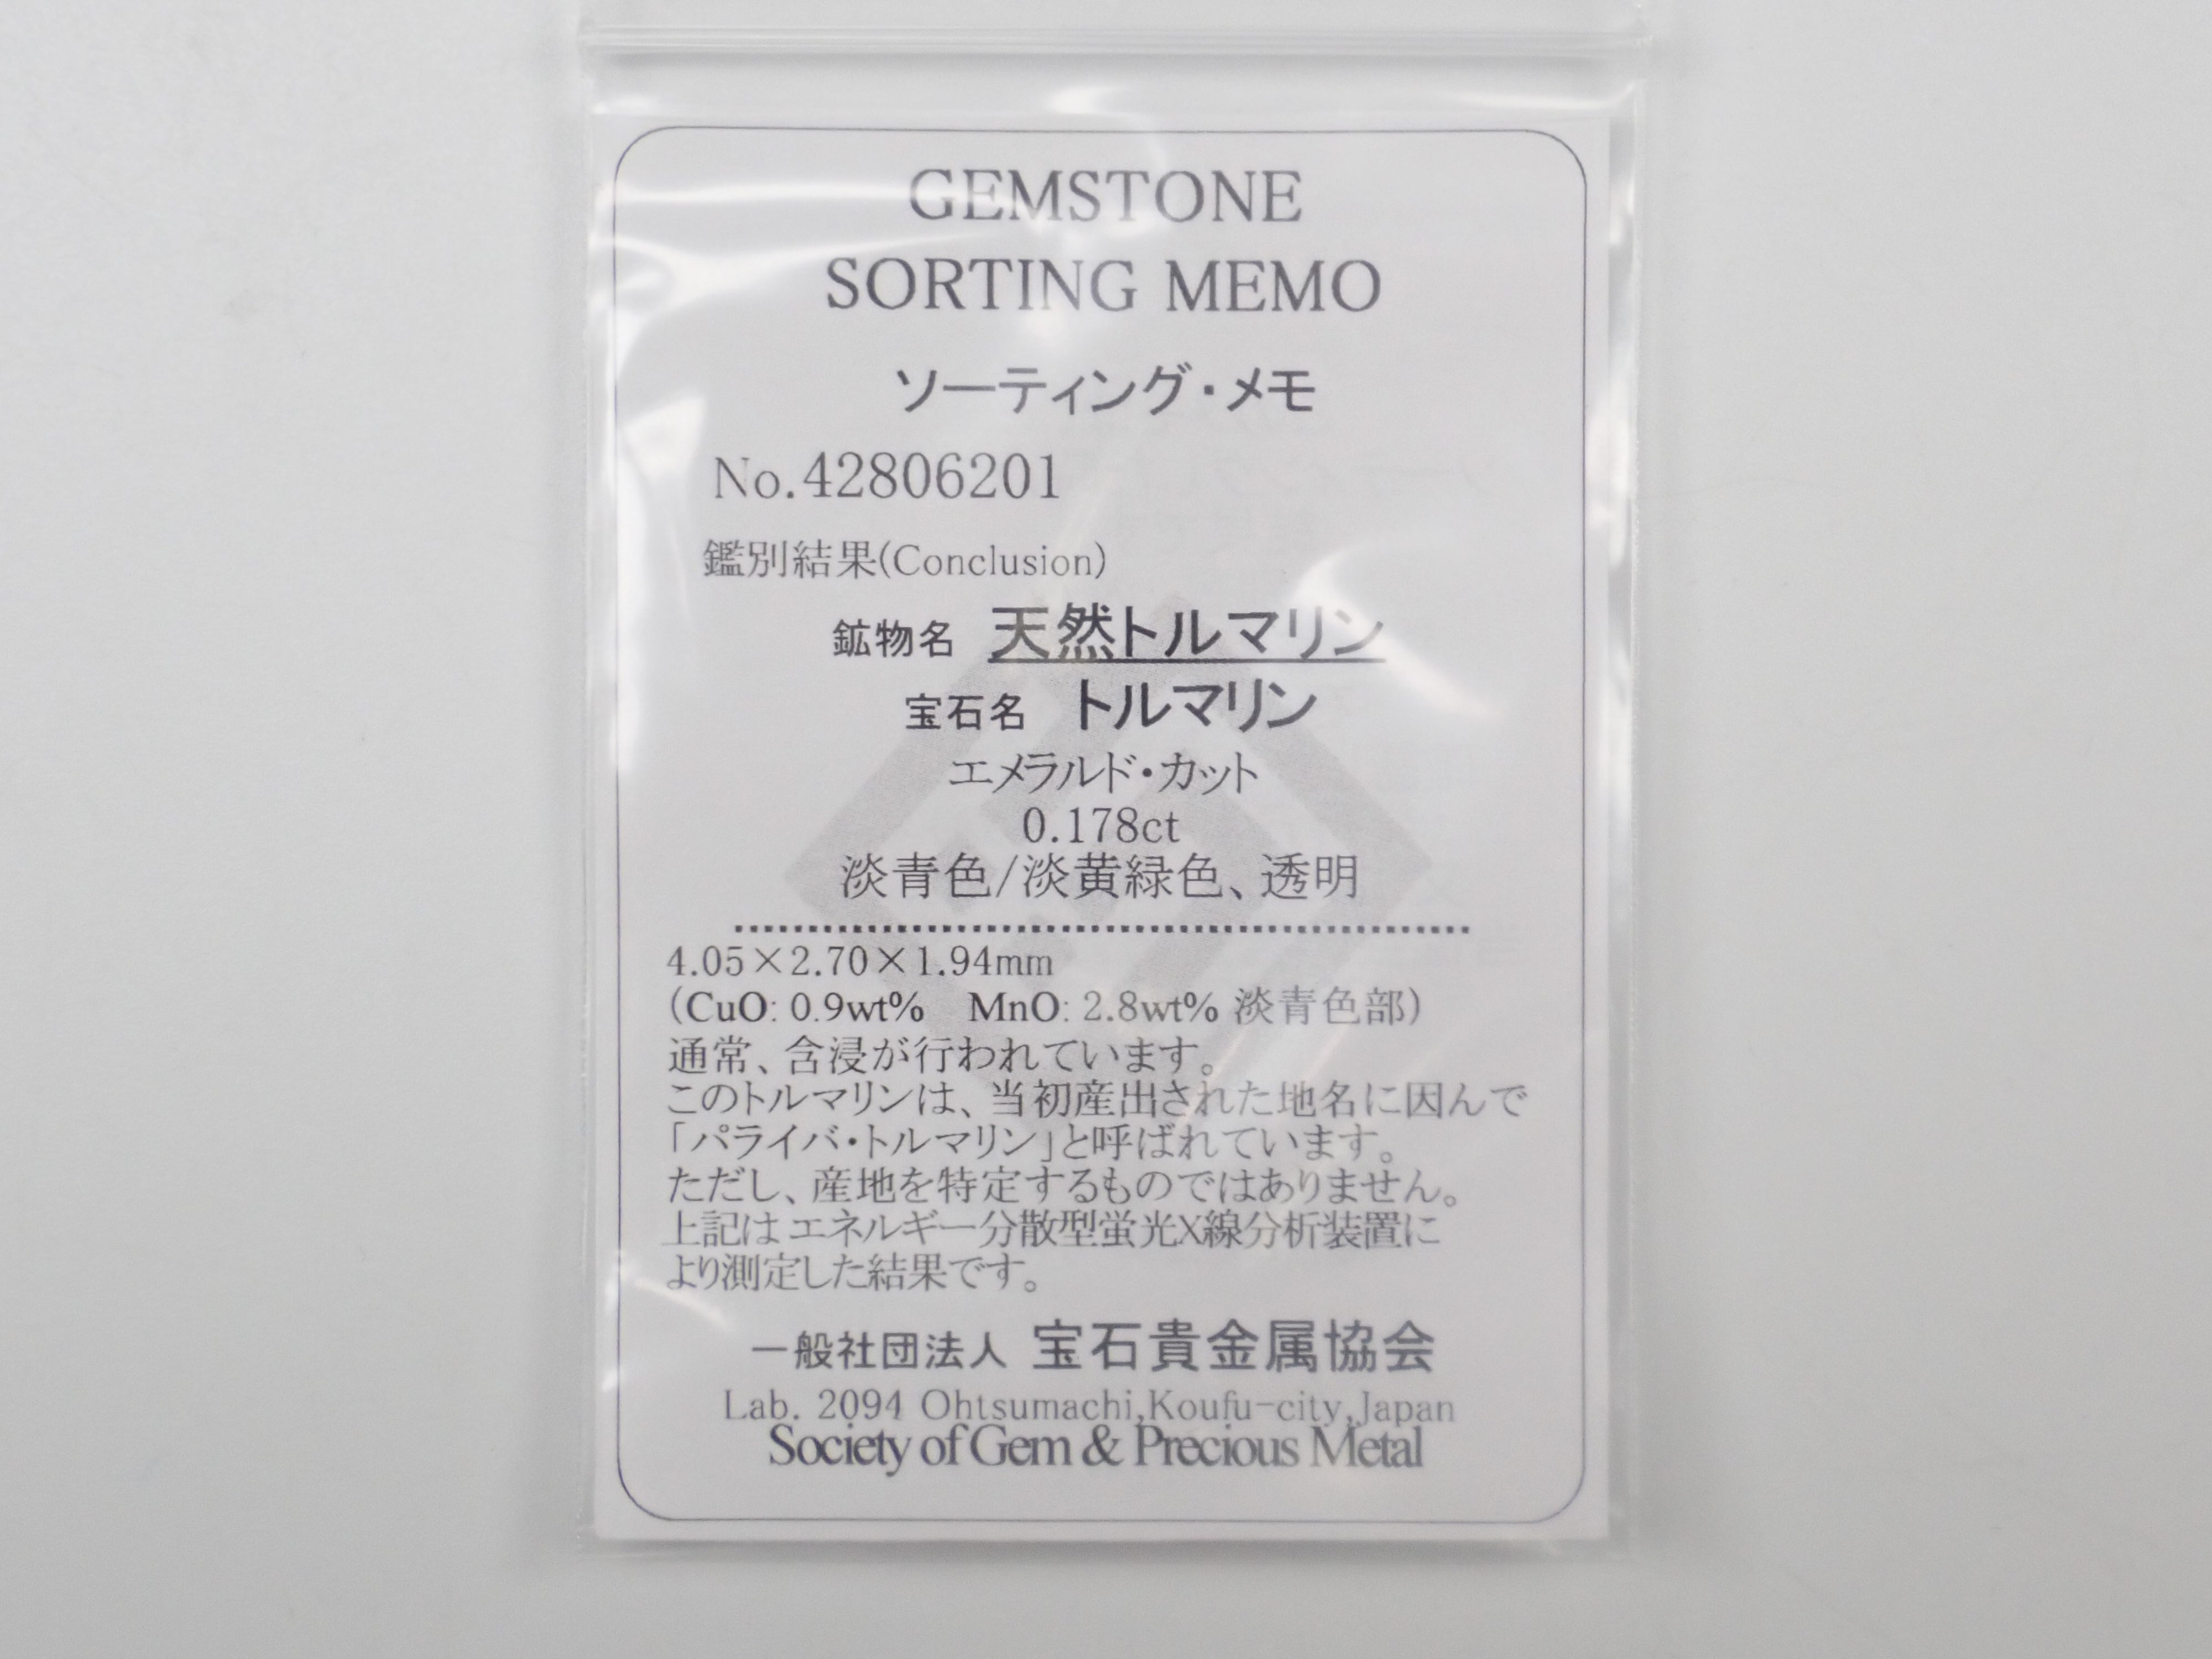 GEMSTONE
SORTING MEMO
ソーティング・メモ
No.42806201
鑑別結果(Conclusion)
鉱物名 天然トルマリン
宝石名 トルマリン
エメラルド・カット
0.178ct
淡青色/淡黄緑色、透明
4.05×2.70×1.94mm
(CuO: 0.9wt% MnO: 2.8wt% 淡青色部)
通常、含浸が行われています。
このトルマリンは、当初産出された地名に因んで
「パライバ・トルマリン」と呼ばれています。
ただし、産地を特定するものではありません。
上記はエネルギー分散型蛍光X線分析装置に
より測定した結果です。
一般社団法人 宝石貴金属協会
Lab. 2094 Ohtsumachi,Koufu-city,Japan
Society of Gem & Precious Metal